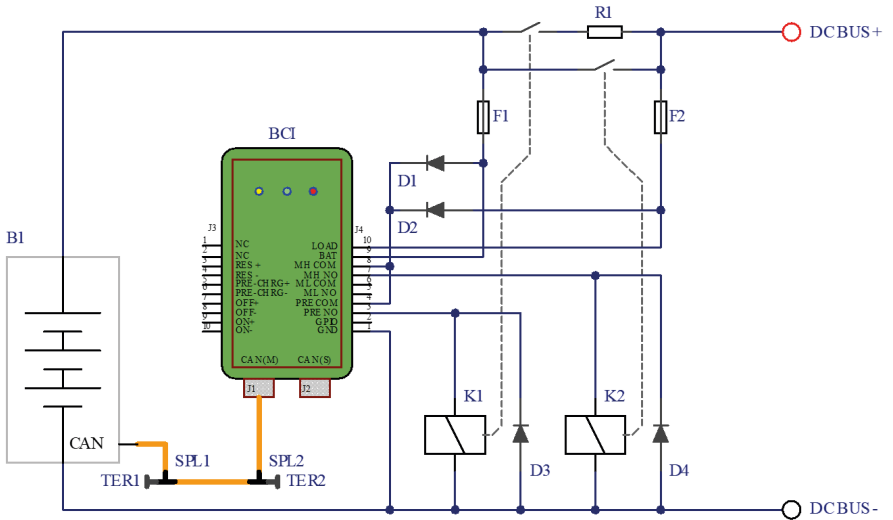 R1
DCBUS+
F1
F2
BCI
D1
D2
J3
J4
B1
1 NC
2 NC
3 RES +
4 RES -
5 PRE-CHRG+
6 PRE-CHRG-
7 OFF+
8 OFF-
9 ON+
10 ON-
LOAD 10
BAT 9
MH COM 8
MH NO 7
ML COM 6
ML NO 5
PRE COM 4
PRE NO 3
GPIO 2
GND 1
CAN(M) CAN(S)
J1 J2
K1
K2
CAN
SPL1
SPL2
D3
D4
TER1
TER2
DCBUS-